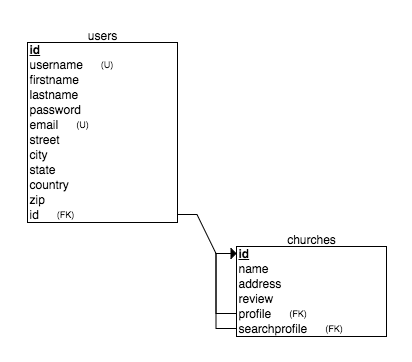 users
id
username (U)
firstname
lastname
password
email (U)
street
city
state
country
zip
id (FK)
churches
id
name
address
review
profile (FK)
searchprofile (FK)